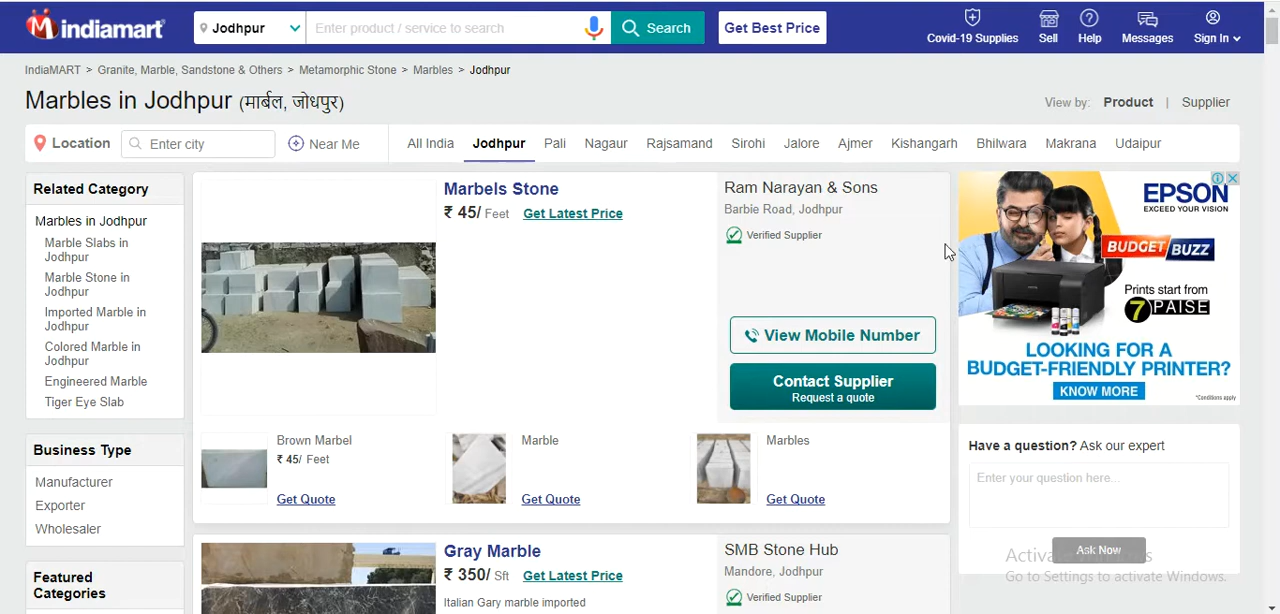 indiamart
Jodhpur
Enter product / service to search
Search
Get Best Price
Covid-19 Supplies
Sell
Help
Messages
Sign In
IndiaMART > Granite, Marble, Sandstone & Others > Metamorphic Stone > Marbles > Jodhpur
Marbles in Jodhpur (मार्बल, जोधपुर)
View by: Product | Supplier
Location
Enter city
Near Me
All India
Jodhpur
Pali
Nagaur
Rajsamand
Sirohi
Jalore
Ajmer
Kishangarh
Bhilwara
Makrana
Udaipur
Related Category
Marbles in Jodhpur
Marble Slabs in
Jodhpur
Marble Stone in
Jodhpur
Imported Marble in
Jodhpur
Colored Marble in
Jodhpur
Engineered Marble
Tiger Eye Slab
Business Type
Manufacturer
Exporter
Wholesaler
Featured
Categories
Marbels Stone
₹ 45/ Feet Get Latest Price
Ram Narayan & Sons
Barbie Road, Jodhpur
Verified Supplier
View Mobile Number
Contact Supplier
Request a quote
Brown Marbel
₹ 45/ Feet
Get Quote
Marble
Get Quote
Marbles
Get Quote
Gray Marble
₹ 350/ Sft Get Latest Price
Italian Gary marble imported
SMB Stone Hub
Mandore, Jodhpur
Verified Supplier
EPSON
EXCEED YOUR VISION
BUDGET BUZZ
Prints start from
7 PAISE
LOOKING FOR A
BUDGET-FRIENDLY PRINTER?
KNOW MORE
*Conditions apply
Have a question? Ask our expert
Enter your question here...
Ask Now
Go to Settings to activate Windows.